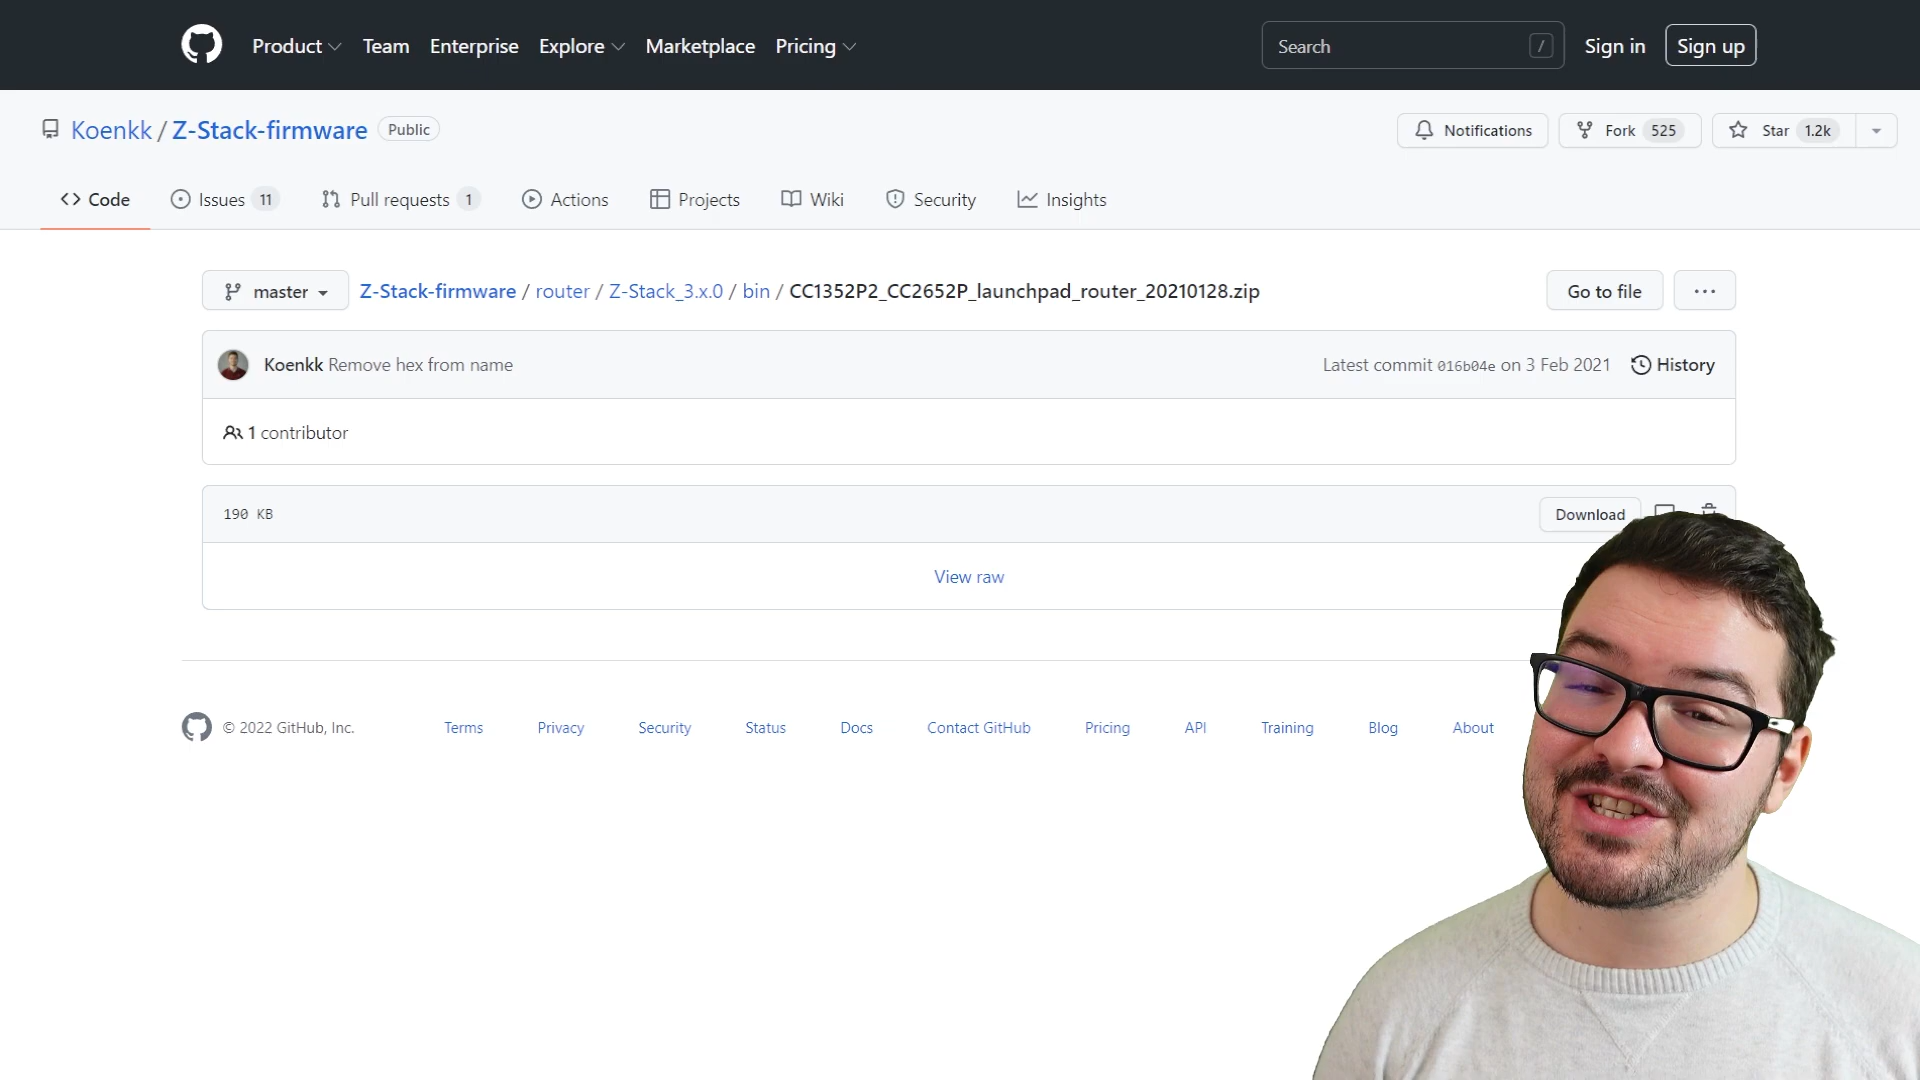 Product Team Enterprise Explore Marketplace Pricing Search / Sign in Sign up
Koenkk / Z-Stack-firmware Public Notifications Fork 525 Star 1.2k
Code Issues 11 Pull requests 1 Actions Projects Wiki Security Insights
master Z-Stack-firmware / router / Z-Stack_3.x.0 / bin / CC1352P2_CC2652P_launchpad_router_20210128.zip Go to file ...
Koenkk Remove hex from name Latest commit 016b04e on 3 Feb 2021 History
1 contributor
190 KB Download
View raw
© 2022 GitHub, Inc. Terms Privacy Security Status Docs Contact GitHub Pricing API Training Blog About